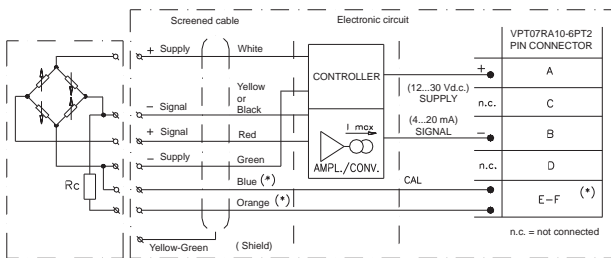 Screened cable
Electronic circuit
VPT07RA10-6PT2
PIN CONNECTOR
+ Supply
White
CONTROLLER
+
A
(12...30 Vd.c.)
SUPPLY
Yellow
or
Black
− Signal
n.c.
C
(4...20 mA)
SIGNAL
+ Signal
Red
I mcx
−
B
− Supply
Green
AMPL./CONV.
n.c.
D
Rc
Blue (*)
CAL
Orange (*)
E-F (*)
Yellow-Green
( Shield)
n.c. = not connected